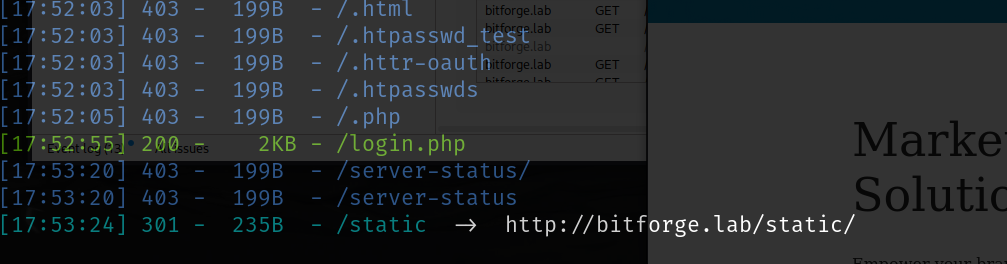 [17:52:03] 403 -  199B  - /.html
[17:52:03] 403 -  199B  - /.htpasswd_test
[17:52:03] 403 -  199B  - /.httr-oauth
[17:52:03] 403 -  199B  - /.htpasswds
[17:52:05] 403 -  199B  - /.php
[17:52:55] 200 -    2KB - /login.php
[17:53:20] 403 -  199B  - /server-status/
[17:53:20] 403 -  199B  - /server-status
[17:53:24] 301 -  235B  - /static  ->  http://bitforge.lab/static/
bitforge.lab GET
bitforge.lab GET
bitforge.lab
bitforge.lab GET
bitforge.lab GET
issues
Marke
Solutio
Empower your bra